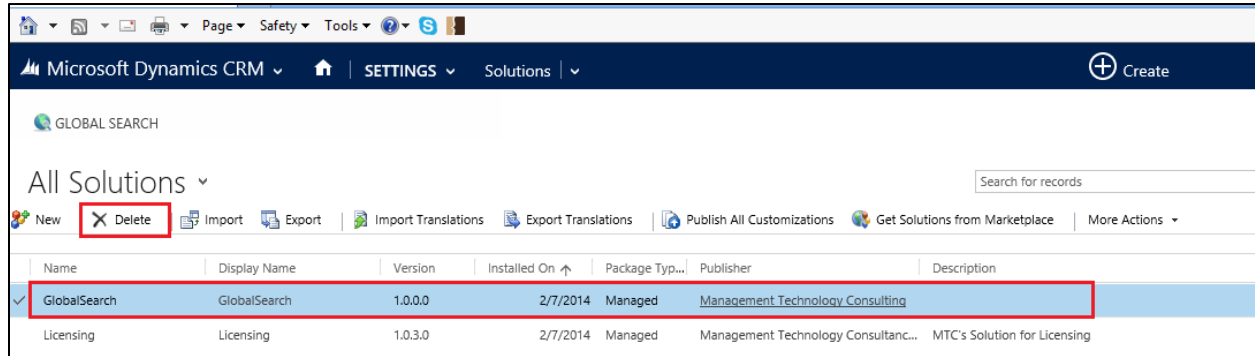 Page Safety Tools
Microsoft Dynamics CRM SETTINGS Solutions Create
GLOBAL SEARCH
All Solutions
Search for records
New Delete Import Export Import Translations Export Translations Publish All Customizations Get Solutions from Marketplace More Actions
Name Display Name Version Installed On Package Typ... Publisher Description
GlobalSearch GlobalSearch 1.0.0.0 2/7/2014 Managed Management Technology Consulting
Licensing Licensing 1.0.3.0 2/7/2014 Managed Management Technology Consultanc... MTC's Solution for Licensing